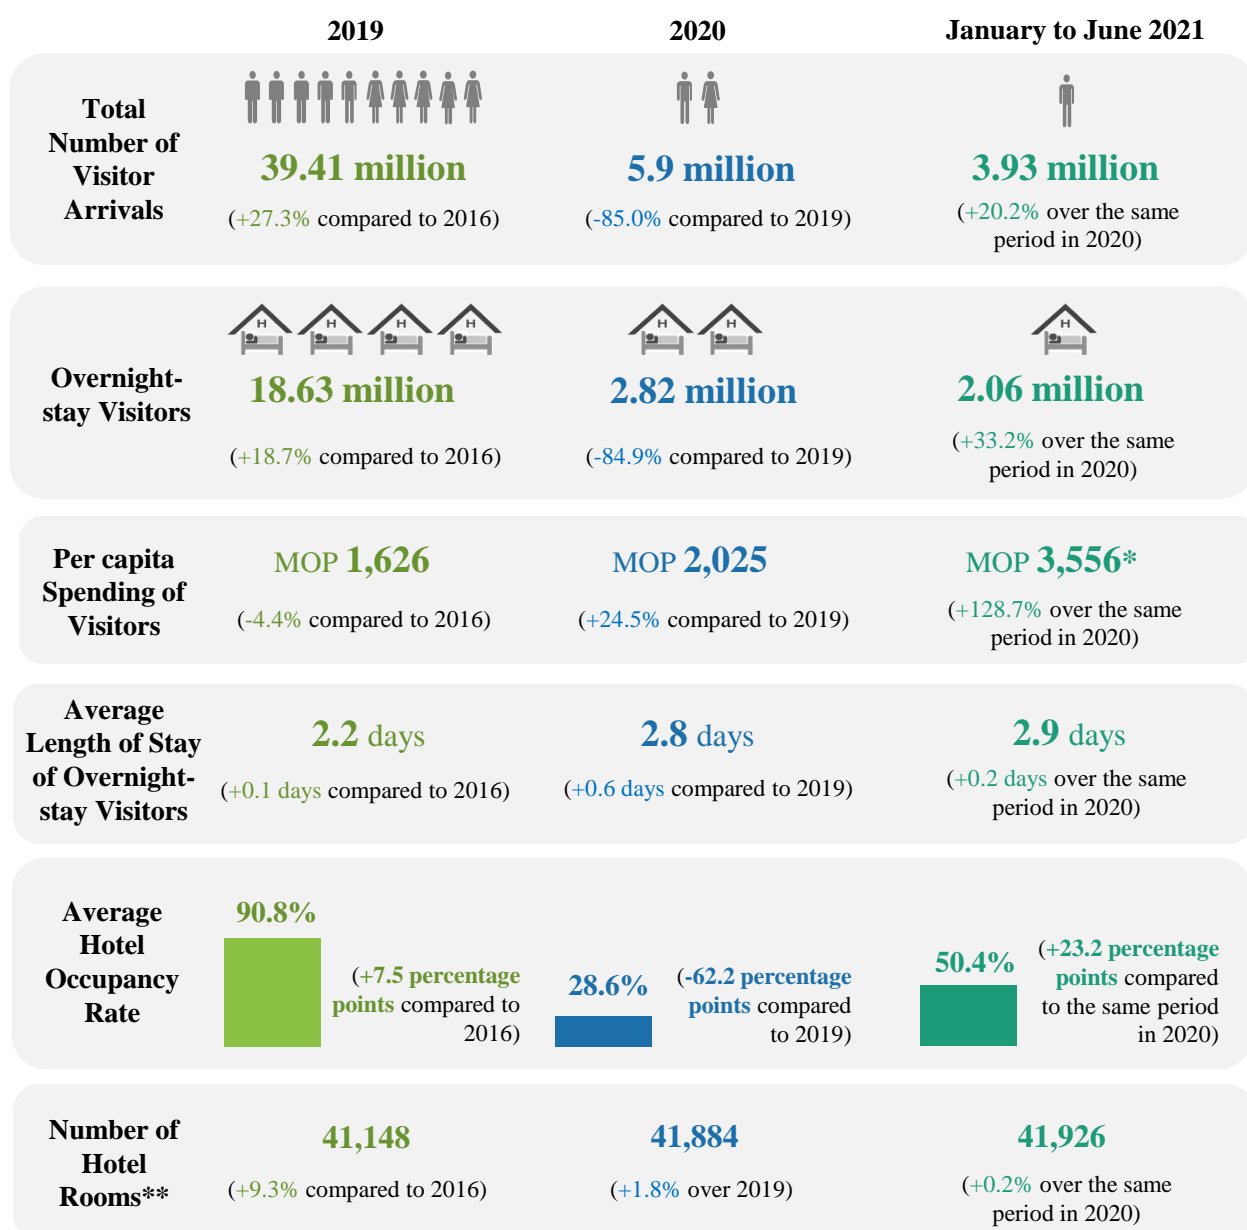 2019 2020 January to June 2021
Total
Number of
Visitor
Arrivals
39.41 million
(+27.3% compared to 2016)
5.9 million
(-85.0% compared to 2019)
3.93 million
(+20.2% over the same
period in 2020)
Overnight-
stay Visitors
H H H H
18.63 million
(+18.7% compared to 2016)
H H
2.82 million
(-84.9% compared to 2019)
H
2.06 million
(+33.2% over the same
period in 2020)
Per capita
Spending of
Visitors
MOP 1,626
(-4.4% compared to 2016)
MOP 2,025
(+24.5% compared to 2019)
MOP 3,556*
(+128.7% over the same
period in 2020)
Average
Length of Stay
of Overnight-
stay Visitors
2.2 days
(+0.1 days compared to 2016)
2.8 days
(+0.6 days compared to 2019)
2.9 days
(+0.2 days over the same
period in 2020)
Average
Hotel
Occupancy
Rate
90.8%
(+7.5 percentage
points compared to
2016)
28.6%
(-62.2 percentage
points compared
to 2019)
50.4%
(+23.2 percentage
points compared
to the same period
in 2020)
Number of
Hotel
Rooms**
41,148
(+9.3% compared to 2016)
41,884
(+1.8% over 2019)
41,926
(+0.2% over the same
period in 2020)